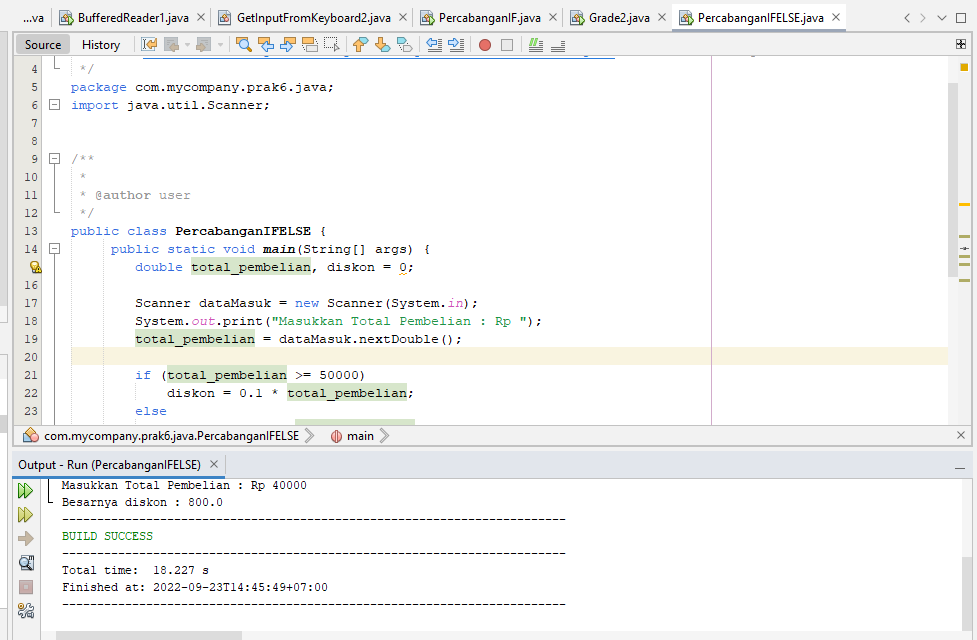 ...va BufferedReader1.java GetInputFromKeyboard2.java PercabanganIF.java Grade2.java PercabanganIFELSE.java
Source History
4 */
5 package com.mycompany.prak6.java;
6 import java.util.Scanner;
7
8
9 /**
10 *
11 * @author user
12 */
13 public class PercabanganIFELSE {
14 public static void main(String[] args) {
double total_pembelian, diskon = 0;
16
17 Scanner dataMasuk = new Scanner(System.in);
18 System.out.print("Masukkan Total Pembelian : Rp ");
19 total_pembelian = dataMasuk.nextDouble();
20
21 if (total_pembelian >= 50000)
22 diskon = 0.1 * total_pembelian;
23 else
com.mycompany.prak6.java.PercabanganIFELSE main
Output - Run (PercabanganIFELSE)
Masukkan Total Pembelian : Rp 40000
Besarnya diskon : 800.0
------------------------------------------------------------------------
BUILD SUCCESS
------------------------------------------------------------------------
Total time: 18.227 s
Finished at: 2022-09-23T14:45:49+07:00
------------------------------------------------------------------------